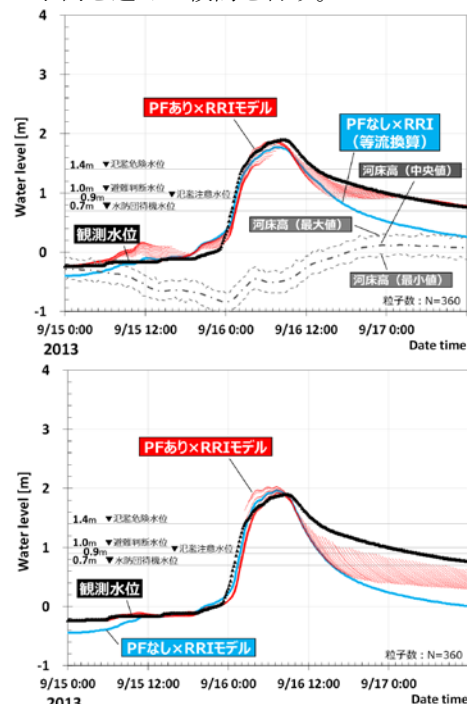 4
3
2
1
0
-1
Water level [m]
PFあり×RRIモデル
PFなし×RRI
（等流換算）
1.4m ▼氾濫危険水位
1.0m ▼避難判断水位
0.9m ▼氾濫注意水位
0.7m ▼水防団待機水位
観測水位
河床高（最大値）
河床高（中央値）
河床高（最小値）
粒子数：N=360
9/15 0:00 9/15 12:00 9/16 0:00 9/16 12:00 9/17 0:00
2013
Date time
4
3
2
1
0
-1
Water level [m]
PFあり×RRIモデル
1.4m ▼氾濫危険水位
1.0m ▼避難判断水位
0.9m ▼氾濫注意水位
0.7m ▼水防団待機水位
観測水位
PFなし×RRIモデル
粒子数：N=360
9/15 0:00 9/15 12:00 9/16 0:00 9/16 12:00 9/17 0:00
2013
Date time